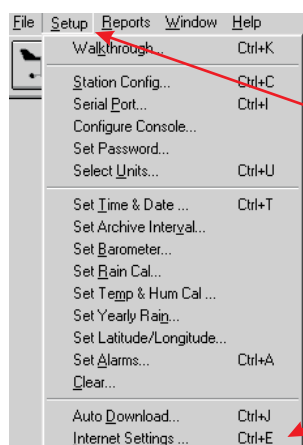 File Setup Reports Window Help
Walkthrough... Ctrl+K
Station Config... Ctrl+C
Serial Port... Ctrl+I
Configure Console...
Set Password...
Select Units... Ctrl+U
Set Time & Date ... Ctrl+T
Set Archive Interval...
Set Barometer...
Set Rain Cal...
Set Temp & Hum Cal ...
Set Yearly Rain...
Set Latitude/Longitude...
Set Alarms... Ctrl+A
Clear...
Auto Download... Ctrl+J
Internet Settings ... Ctrl+E